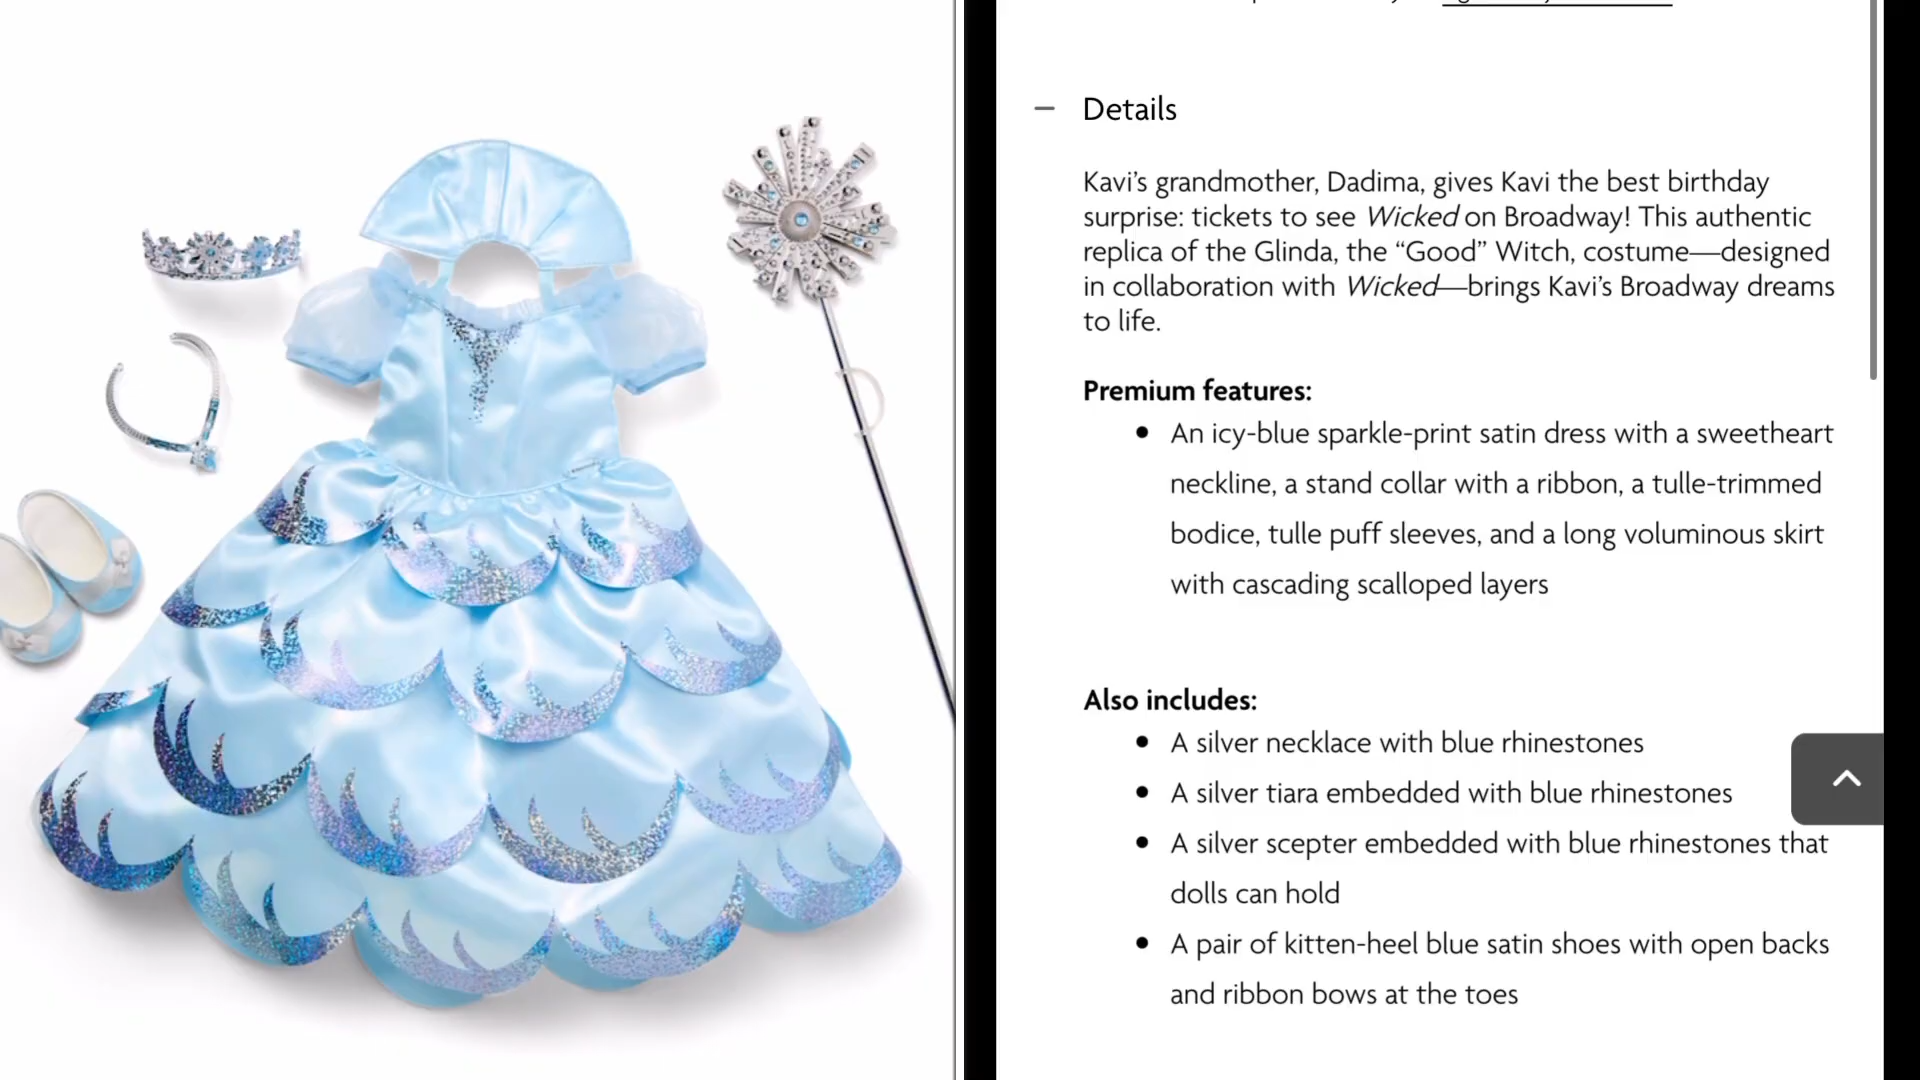 Details
Kavi’s grandmother, Dadima, gives Kavi the best birthday
surprise: tickets to see Wicked on Broadway! This authentic
replica of the Glinda, the “Good” Witch, costume—designed
in collaboration with Wicked—brings Kavi’s Broadway dreams
to life.
Premium features:
An icy-blue sparkle-print satin dress with a sweetheart
neckline, a stand collar with a ribbon, a tulle-trimmed
bodice, tulle puff sleeves, and a long voluminous skirt
with cascading scalloped layers
Also includes:
A silver necklace with blue rhinestones
A silver tiara embedded with blue rhinestones
A silver scepter embedded with blue rhinestones that
dolls can hold
A pair of kitten-heel blue satin shoes with open backs
and ribbon bows at the toes